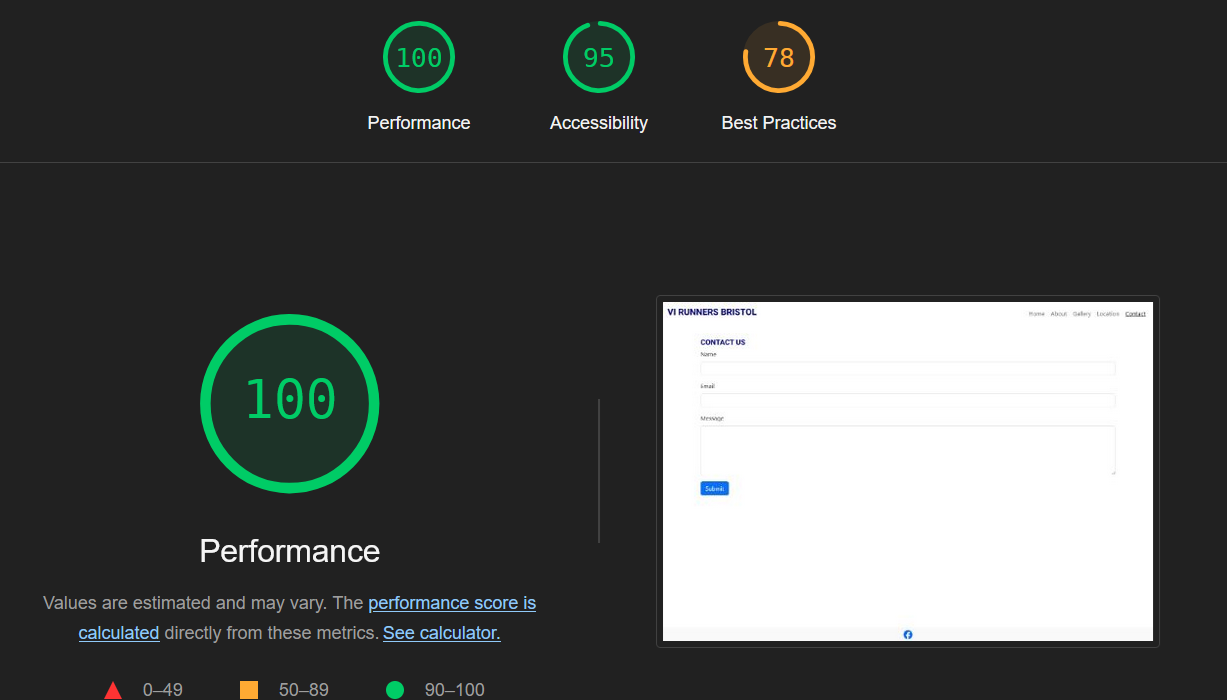 100
95
78
Performance
Accessibility
Best Practices
VI RUNNERS BRISTOL
Home About Gallery Location Contact
CONTACT US
Name
Email
Message
Submit
100
Performance
Values are estimated and may vary. The performance score is
calculated directly from these metrics. See calculator.
0–49
50–89
90–100